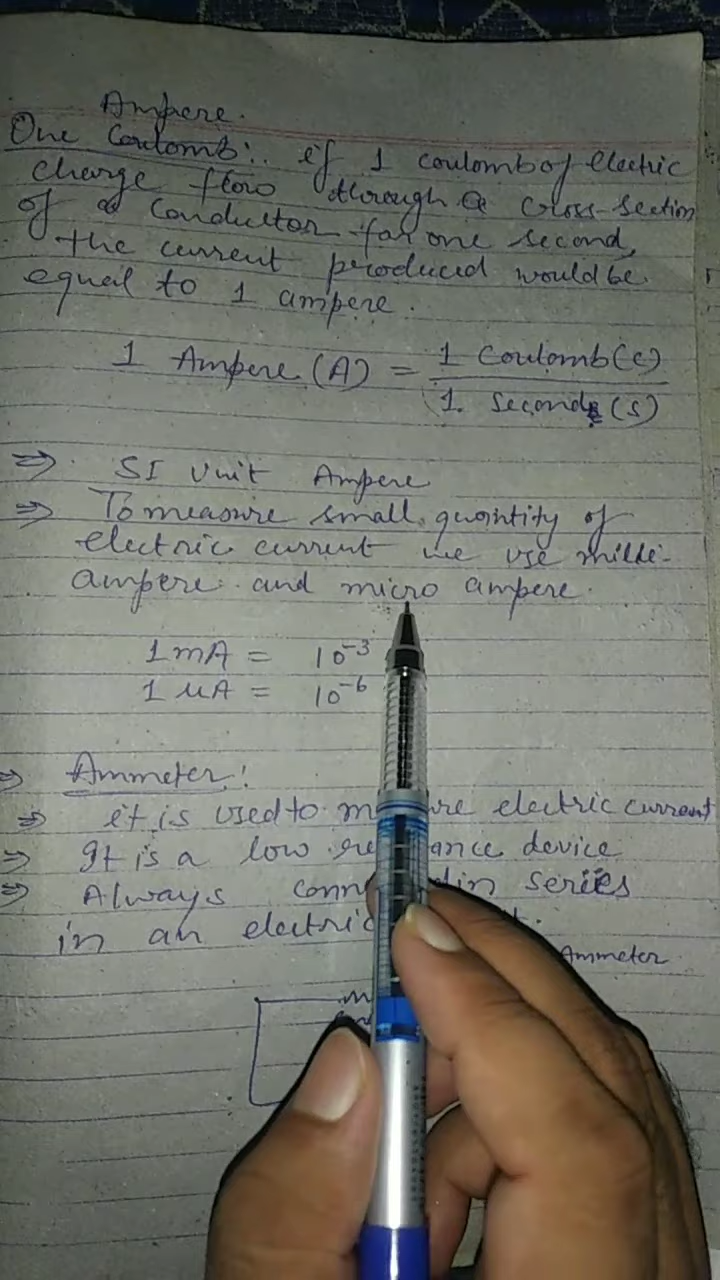 Ampere.
One Coulomb:. if 1 coulomb of electric
charge flow through a cross-section
of a conductor for one second,
the current produced would be
equal to 1 ampere.
1 Ampere (A) = 1 Coulomb (c)
1. Second (s)
⇒ SI Unit Ampere
⇒ To measure small quantity of
electric current we use milli-
ampere and micro ampere.
1 mA = 10⁻³
1 μA = 10⁻⁶
⇒ Ammeter:
⇒ it is used to electric current
⇒ It is a low device
⇒ Always series
in an electric
Ammeter